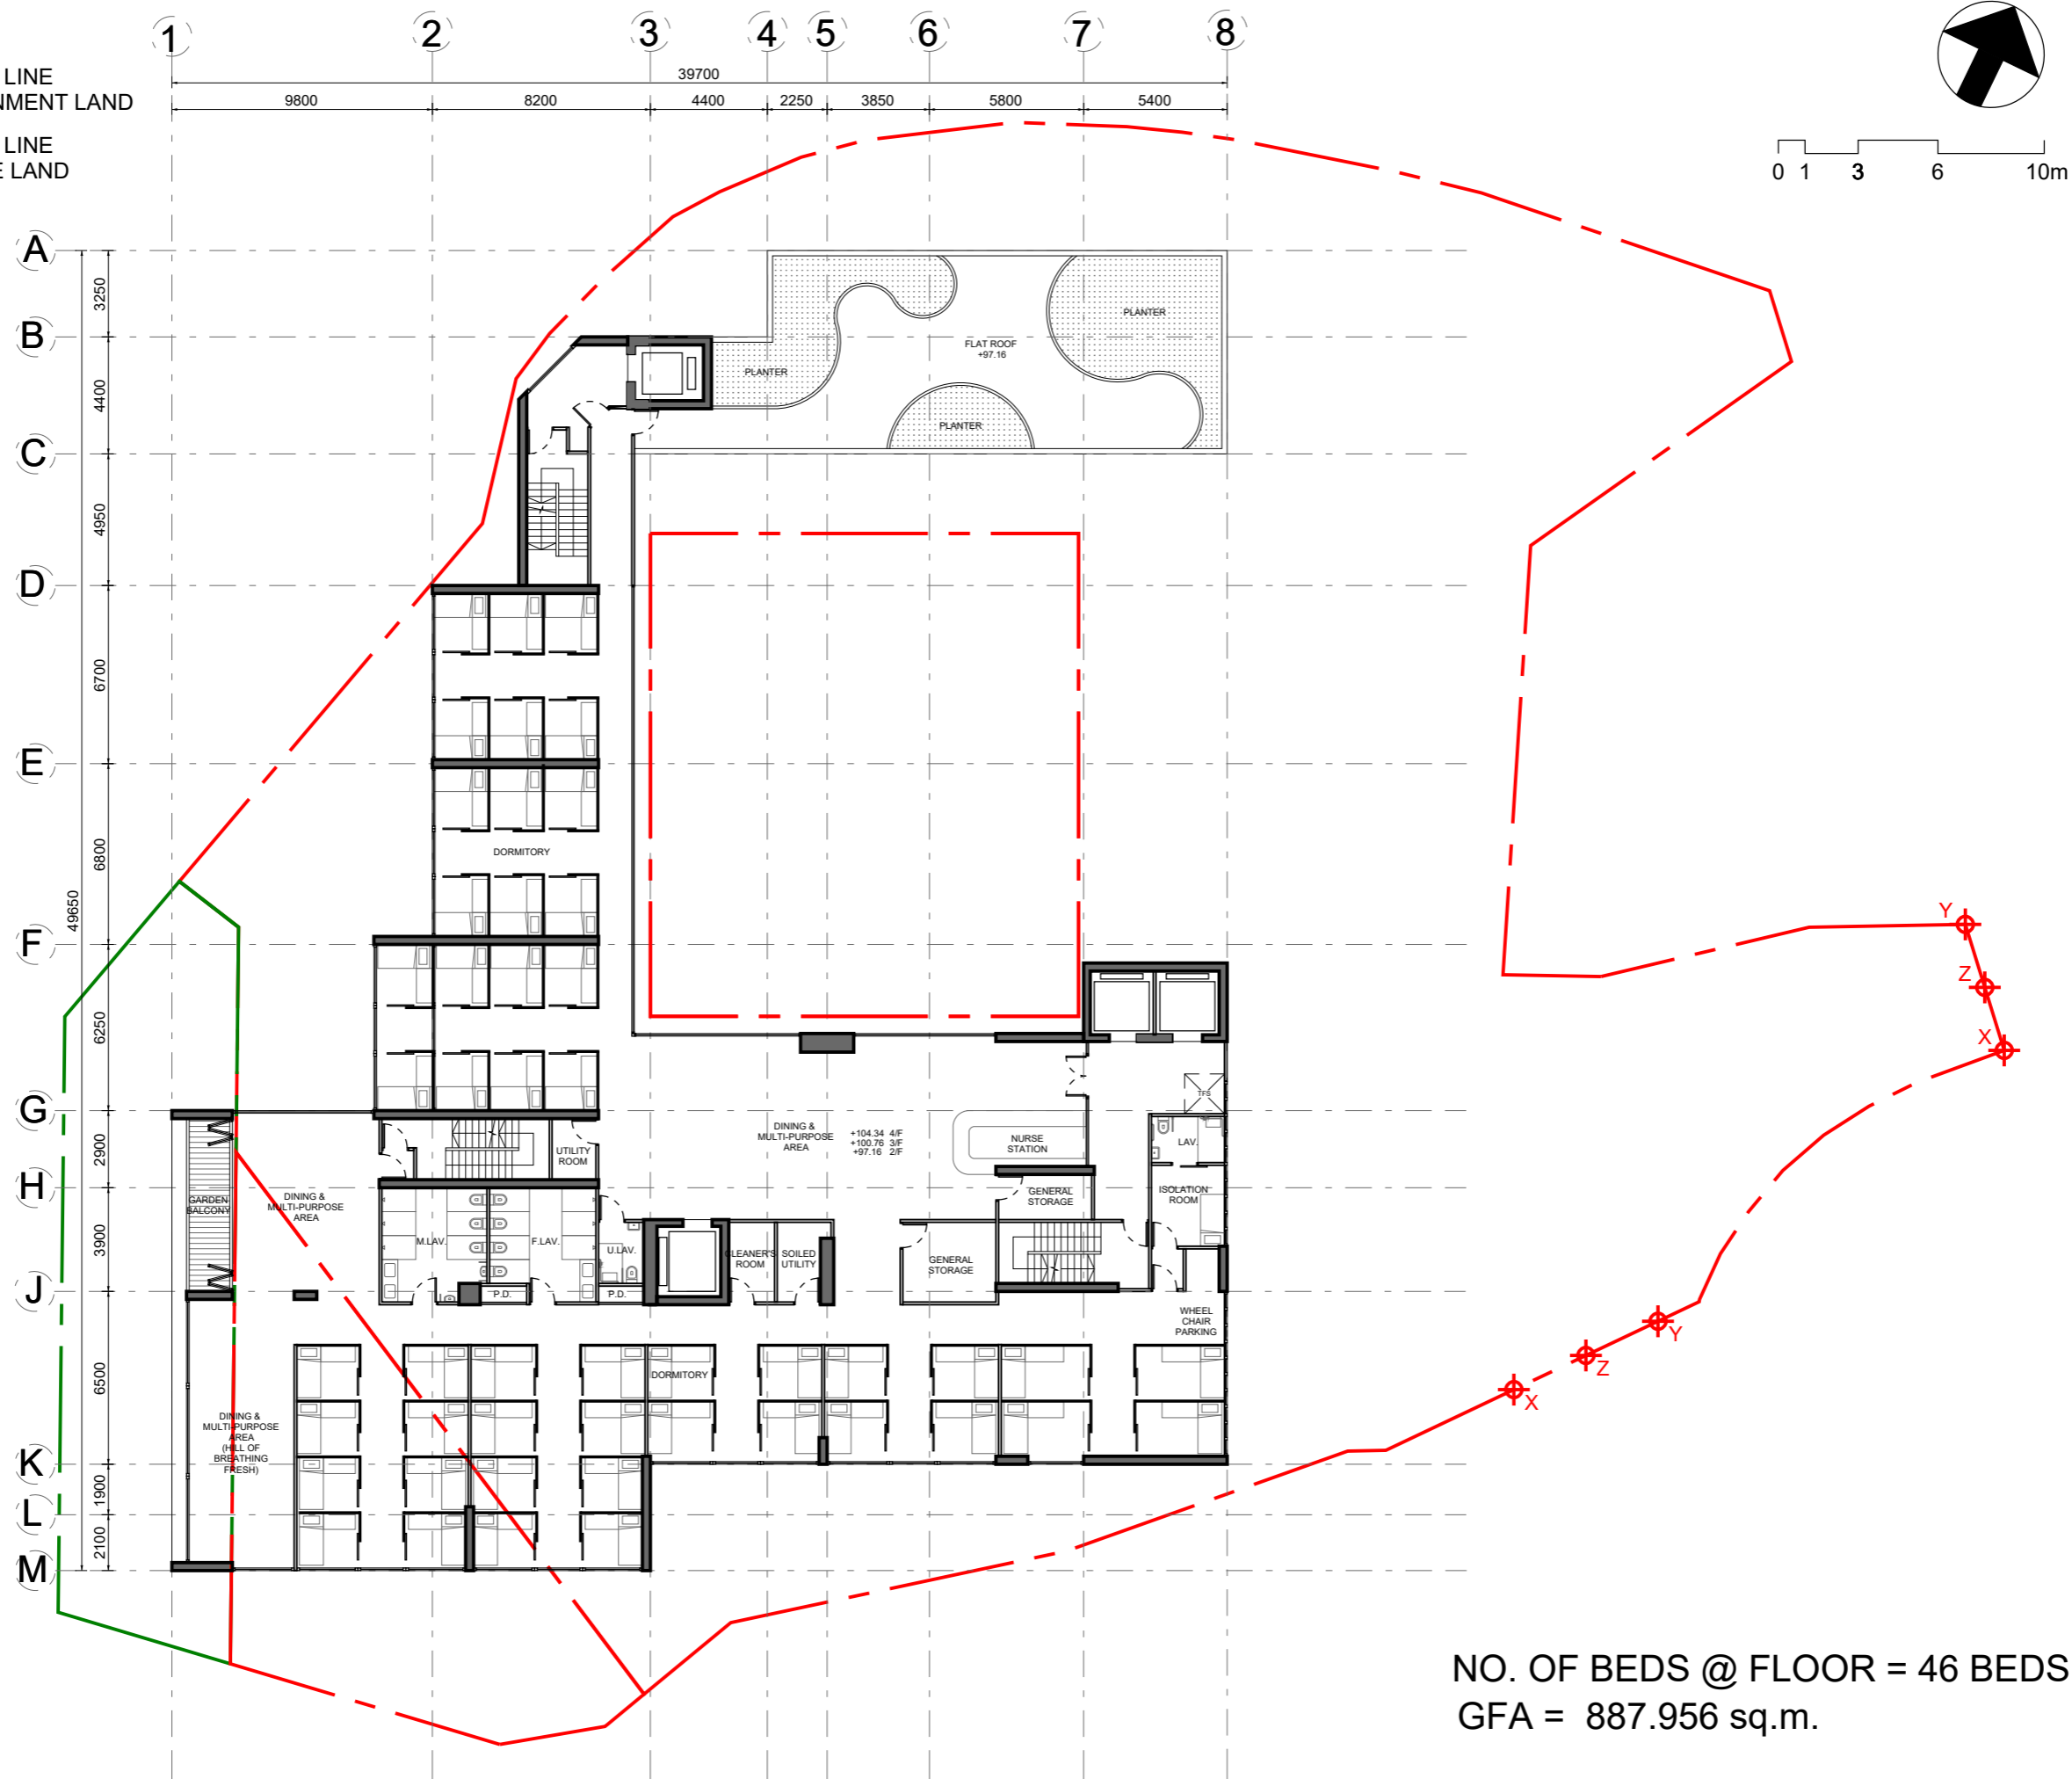 1 2 3 4 5 6 7 8
LINE
NMENT LAND
LINE
LAND
39700
9800 8200 4400 2250 3850 5800 5400
0 1 3 6 10m
A
B
C
D
E
F
G
H
J
K
L
M
49650
3250
4400
4950
6700
6800
6250
2900
3900
6500
1900
2100
PLANTER
FLAT ROOF
+97.16
PLANTER
PLANTER
DORMITORY
Y
Z
X
TFS
DINING &
MULTI-PURPOSE
AREA
+104.34 4/F
+100.76 3/F
+97.16 2/F
NURSE
STATION
LAV.
UTILITY
ROOM
GARDEN
BALCONY
DINING &
MULTI-PURPOSE
AREA
GENERAL
STORAGE
ISOLATION
ROOM
M.LAV.
F.LAV.
U.LAV.
CLEANER'S
ROOM
SOILED
UTILITY
GENERAL
STORAGE
P.D.
P.D.
WHEEL
CHAIR
PARKING
DORMITORY
DINING &
MULTI-PURPOSE
AREA
(HILL OF
BREATHING
FRESH)
Y
Z
X
NO. OF BEDS @ FLOOR = 46 BEDS
GFA = 887.956 sq.m.